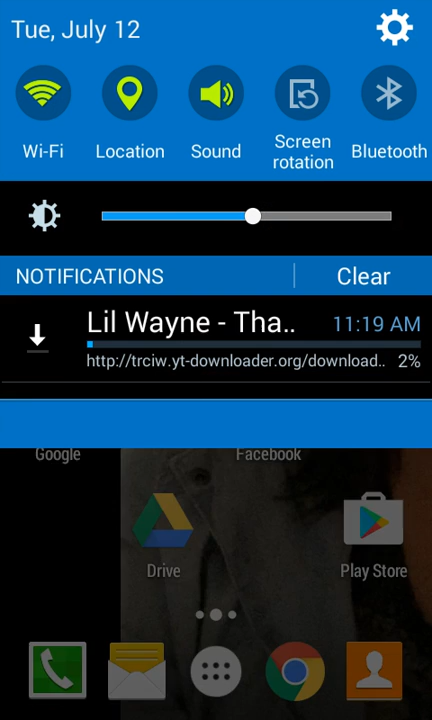 Tue, July 12
Wi-Fi
Location
Sound
Screen
rotation
Bluetooth
NOTIFICATIONS
Clear
Lil Wayne - Tha..
11:19 AM
http://trciw.yt-downloader.org/download..
2%
Google
Facebook
Drive
Play Store